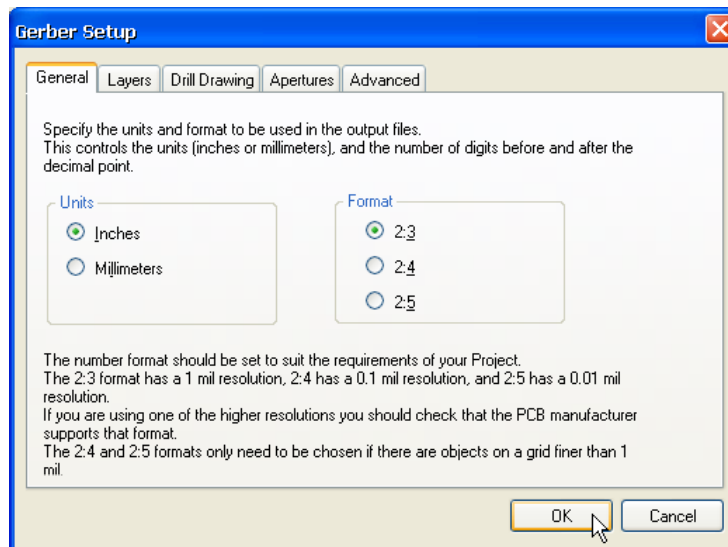 Gerber Setup
General Layers Drill Drawing Apertures Advanced
Specify the units and format to be used in the output files.
This controls the units (inches or millimeters), and the number of digits before and after the
decimal point.
Units Format
Inches 2:3
Millimeters 2:4
2:5
The number format should be set to suit the requirements of your Project.
The 2:3 format has a 1 mil resolution, 2:4 has a 0.1 mil resolution, and 2:5 has a 0.01 mil
resolution.
If you are using one of the higher resolutions you should check that the PCB manufacturer
supports that format.
The 2:4 and 2:5 formats only need to be chosen if there are objects on a grid finer than 1
mil.
OK Cancel